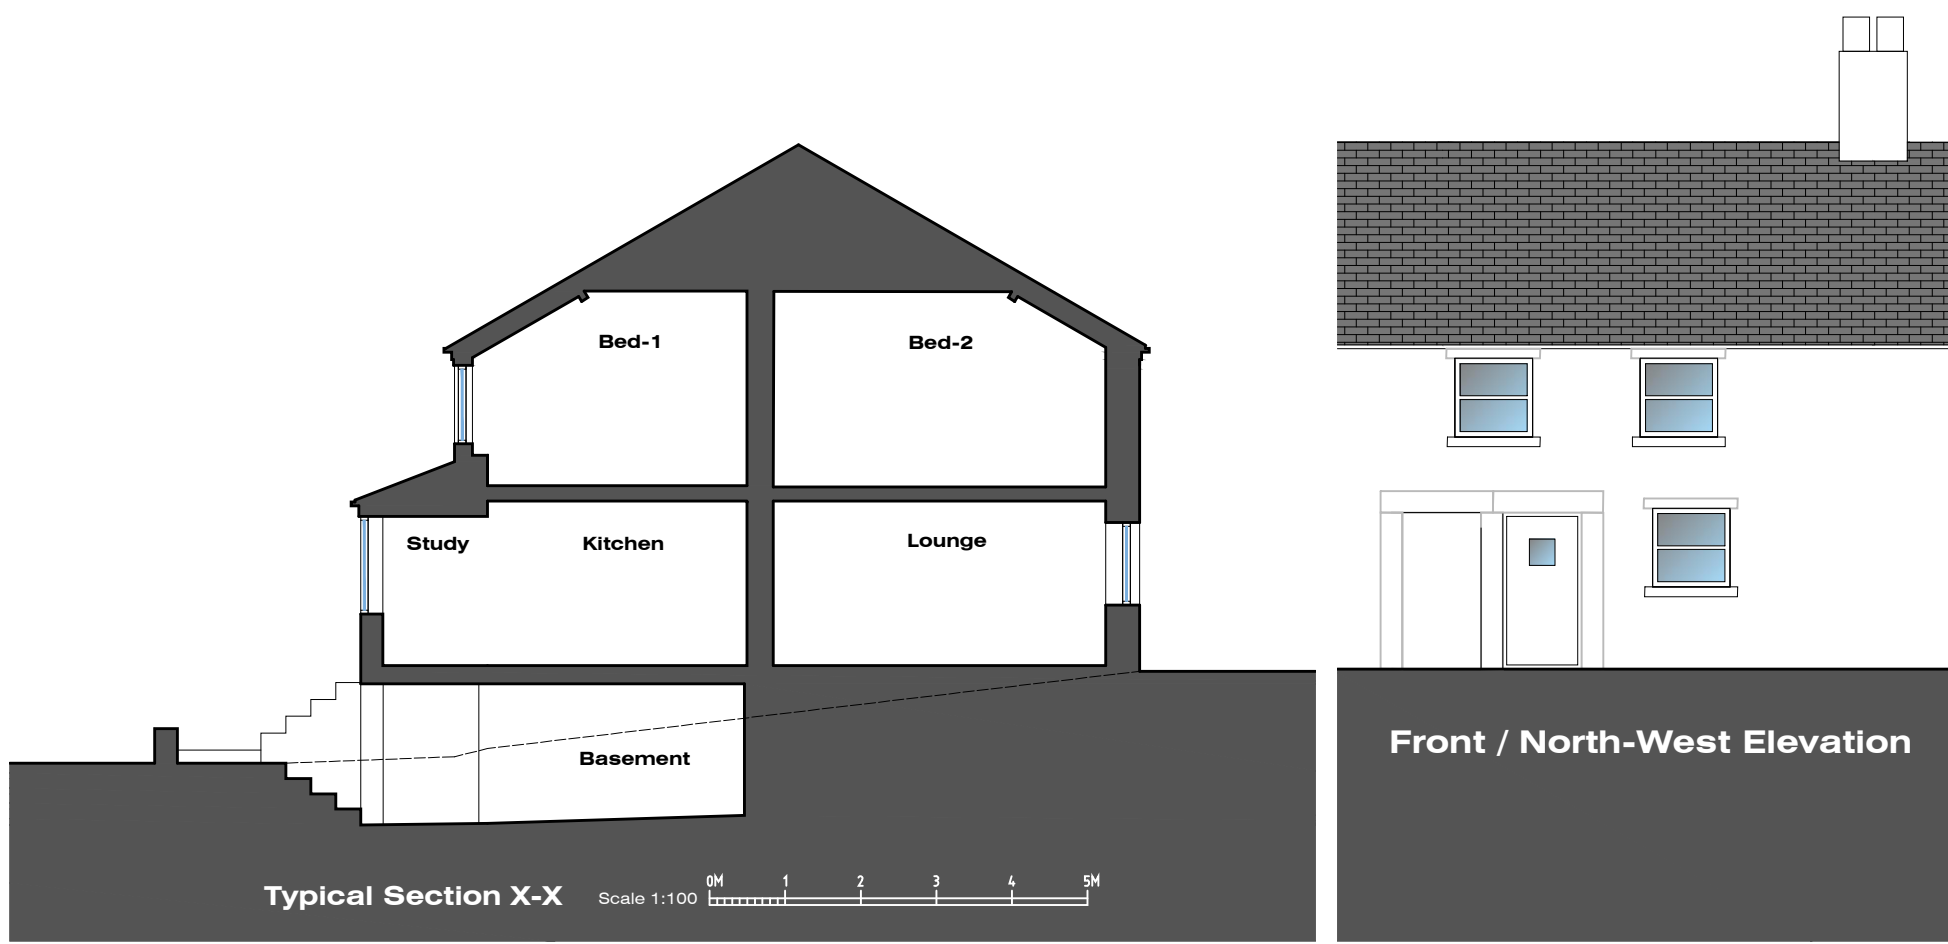 Bed-1
Bed-2
Study
Kitchen
Lounge
Basement
Front / North-West Elevation
Typical Section X-X
Scale 1:100
0M 1 2 3 4 5M